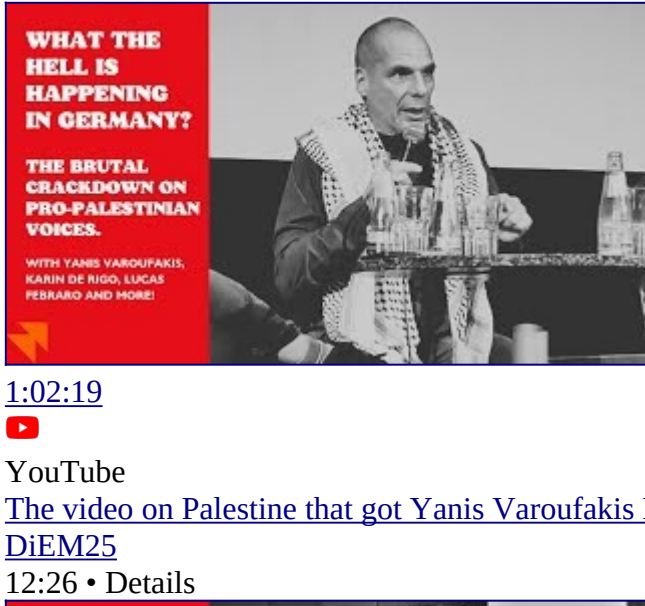 WHAT THE
HELL IS
HAPPENING
IN GERMANY?
THE BRUTAL
CRACKDOWN ON
PRO-PALESTINIAN
VOICES.
WITH YANIS VAROUFAKIS,
KARIN DE RIGO, LUCAS
FEBRARO AND MORE!
1:02:19
YouTube
The video on Palestine that got Yanis Varoufakis
DiEM25
12:26 • Details